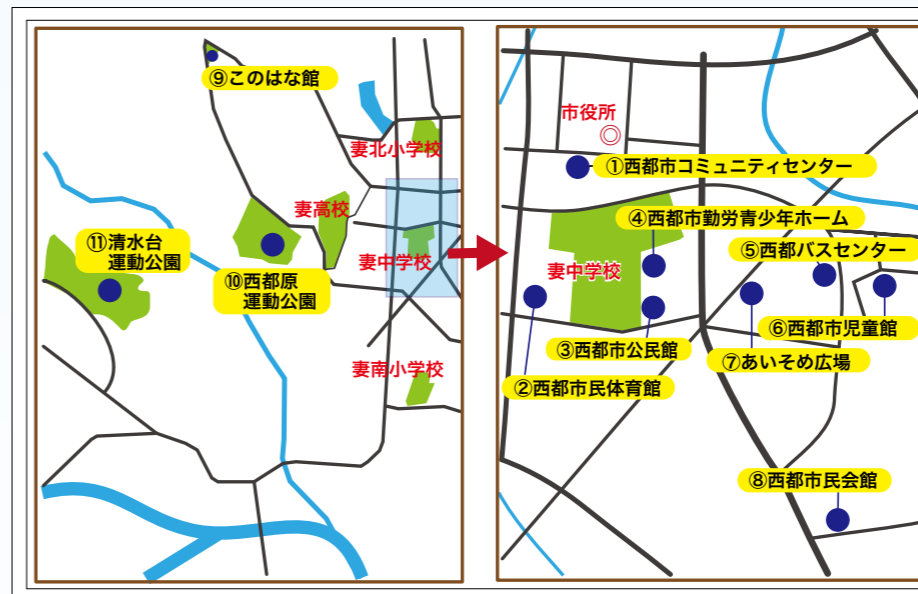 ⑨このはな館
妻北小学校
妻高校
⑪清水台
運動公園
妻中学校
⑩西都原
運動公園
妻南小学校
市役所
①西都市コミュニティセンター
④西都市勤労青少年ホーム
⑤西都バスセンター
妻中学校
⑥西都市児童館
③西都市公民館
⑦あいそめ広場
②西都市民体育館
⑧西都市民会館